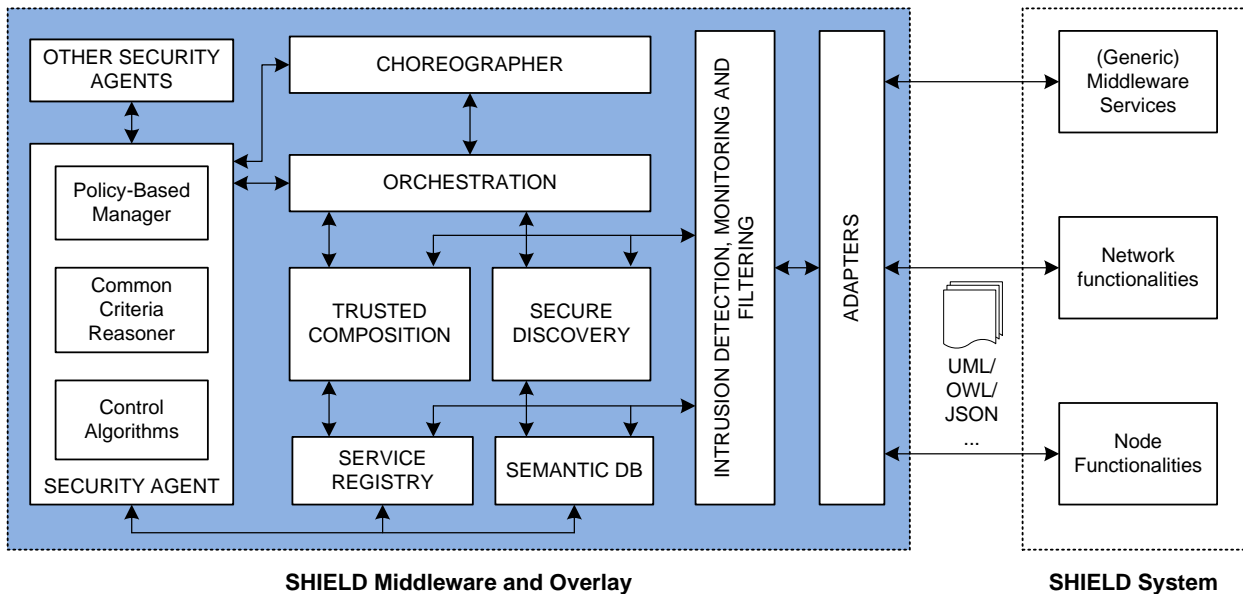 OTHER SECURITY
AGENTS
CHOREOGRAPHER
ORCHESTRATION
Policy-Based
Manager
Common
Criteria
Reasoner
Control
Algorithms
SECURITY AGENT
TRUSTED
COMPOSITION
SECURE
DISCOVERY
SERVICE
REGISTRY
SEMANTIC DB
INTRUSION DETECTION, MONITORING AND
FILTERING
ADAPTERS
UML/
OWL/
JSON
...
(Generic)
Middleware
Services
Network
functionalities
Node
Functionalities
SHIELD Middleware and Overlay
SHIELD System